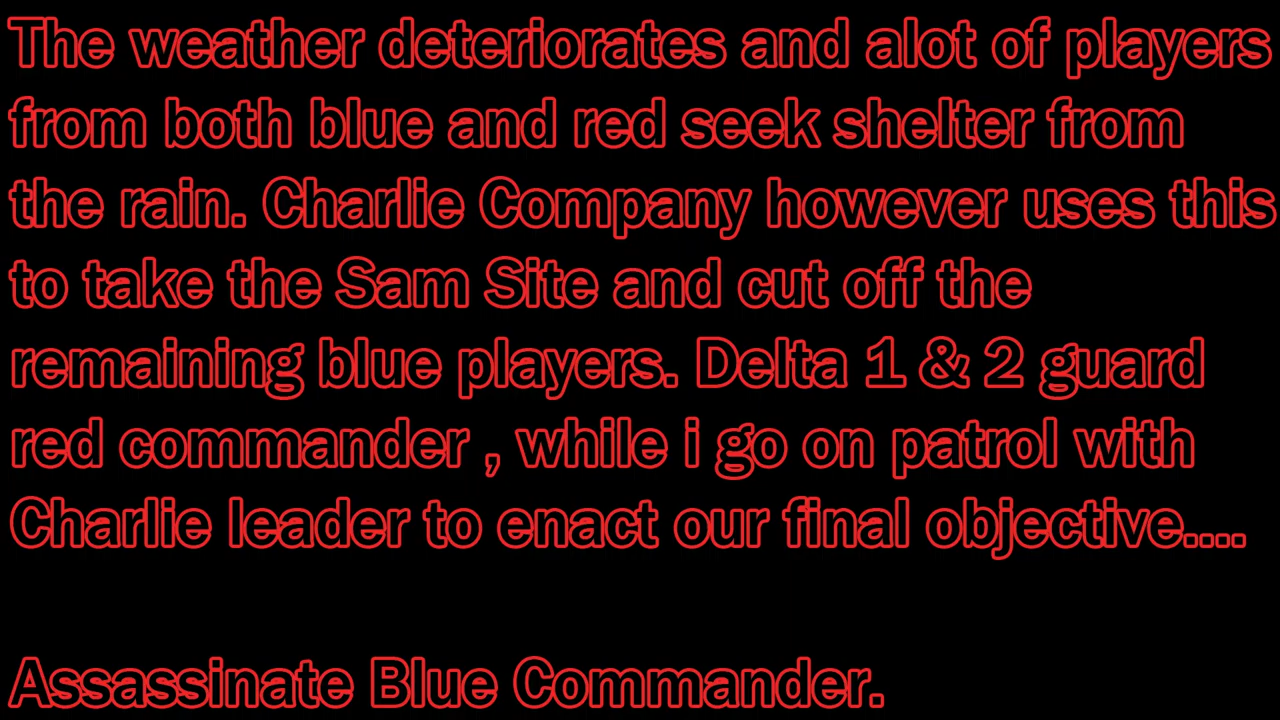 The weather deteriorates and alot of players
from both blue and red seek shelter from
the rain. Charlie Company however uses this
to take the Sam Site and cut off the
remaining blue players. Delta 1 & 2 guard
red commander , while i go on patrol with
Charlie leader to enact our final objective....
Assassinate Blue Commander.